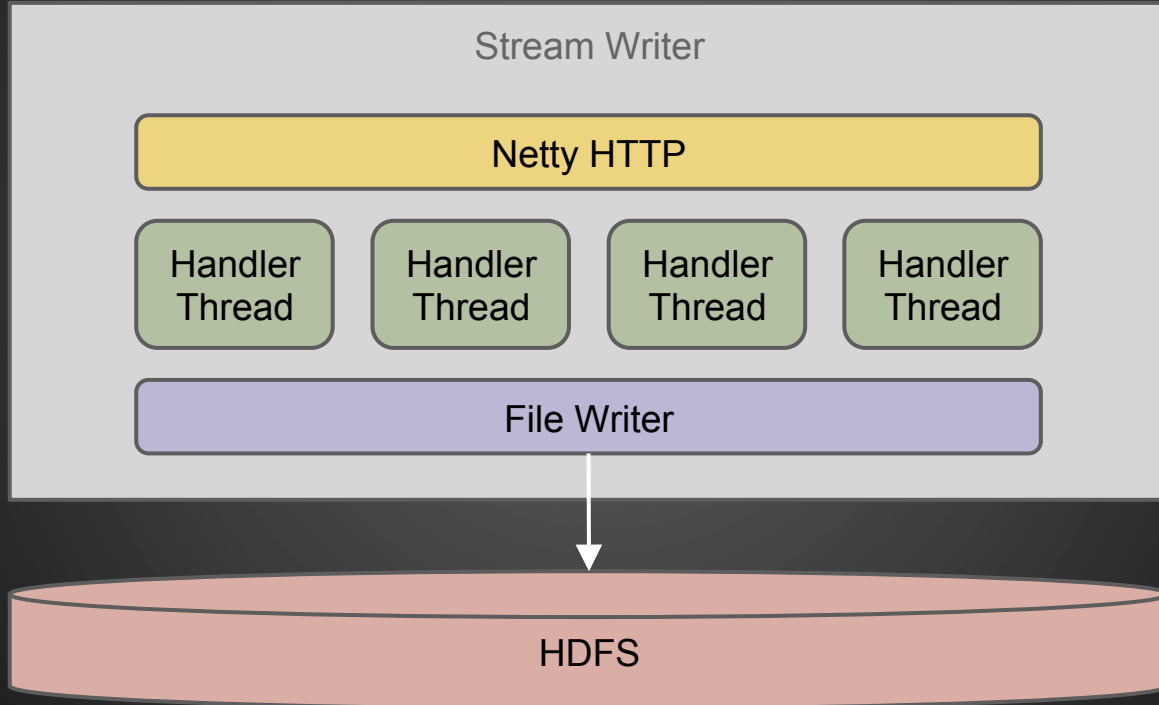 Stream Writer
Netty HTTP
Handler
Thread
Handler
Thread
Handler
Thread
Handler
Thread
File Writer
HDFS